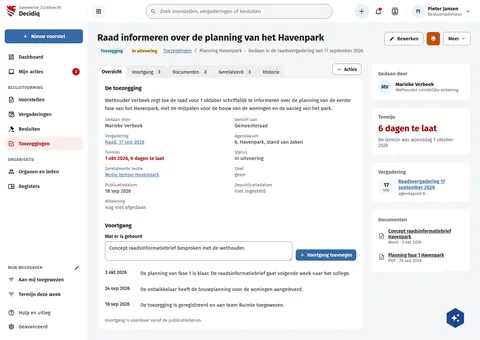 Gemeente Zuiddrecht
Decidiq
Zoek voorstellen, vergaderingen of besluiten
PJ
Pieter Jansen
Bestuursadviseur
Nieuw voorstel
Dashboard
Mijn acties
2
BESLUITVORMING
Voorstellen
Vergaderingen
Besluiten
Toezeggingen
ORGANISATIE
Organen en leden
Registers
MIJN WEERGAVEN
Aan mij toegewezen
Termijn deze week
Hulp en uitleg
Geavanceerd
Raad informeren over de planning van het Havenpark
Toezegging
In uitvoering
Toezeggingen / Planning Havenpark · Gedaan in de raadsvergadering van 17 september 2026
Bewerken
Meer
Overzicht
Voortgang 3
Documenten 2
Gerelateerd 3
Historie
Acties
De toezegging
Wethouder Verbeek zegt toe de raad voor 1 oktober schriftelijk te informeren over de planning van de eerste
fase van het Havenpark, met de mijlpalen voor de bouw van de woningen en de aanleg van het park.
Gedaan door
Marieke Verbeek
Gericht aan
Gemeenteraad
Vergadering
Raad, 17 sep 2026
Agendapunt
6. Havenpark, stand van zaken
Termijn
1 okt 2026, 6 dagen te laat
Status
In uitvoering
Gerelateerde motie
Motie tempo Havenpark
Doel
geen
Publicatiedatum
18 sep 2026
Depublicatiedatum
niet ingesteld
Afdoening
nog niet afgedaan
Voortgang
Wat er is gebeurd
Concept raadsinformatiebrief besproken met de wethouder.
Voortgang toevoegen
3 okt 2026
De planning van fase 1 is klaar. De raadsinformatiebrief gaat volgende week naar het college.
24 sep 2026
De ontwikkelaar heeft de bouwplanning voor de woningen aangeleverd.
18 sep 2026
De toezegging is geregistreerd en aan team Ruimte toegewezen.
Voortgang is openbaar vanaf de publicatiedatum.
Gedaan door
MV
Marieke Verbeek
Wethouder ruimtelijke ordening
Termijn
6 dagen te laat
De termijn was woensdag 1 oktober
2026
Vergadering
17
SEP
Raadsvergadering 17
september 2026
agendapunt 6
Documenten
Concept raadsinformatiebrief
Havenpark
Word · 2 okt 2026
Planning fase 1 Havenpark
PDF · 29 sep 2026